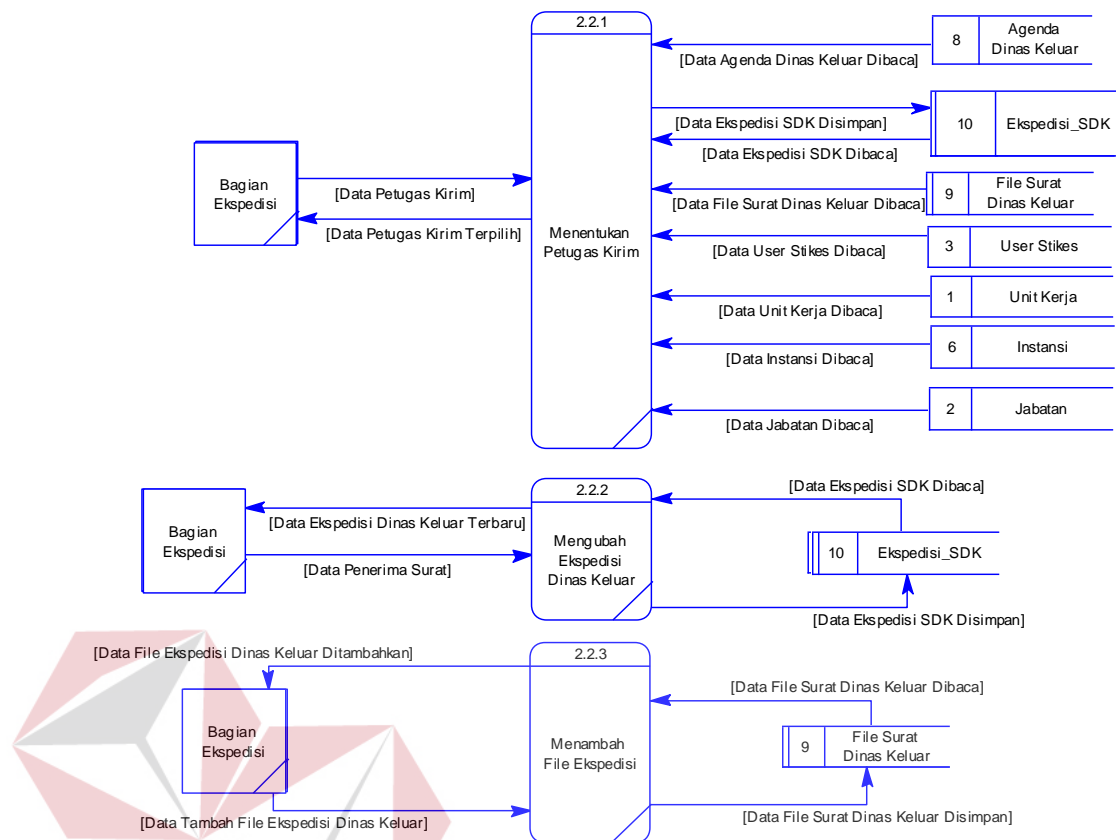 2.2.1
8
Agenda
Dinas Keluar
[Data Agenda Dinas Keluar Dibaca]
[Data Ekspedisi SDK Disimpan]
10
Ekspedisi_SDK
[Data Ekspedisi SDK Dibaca]
Bagian
Ekspedisi
[Data Petugas Kirim]
[Data Petugas Kirim Terpilih]
Menentukan
Petugas Kirim
9
File Surat
Dinas Keluar
[Data File Surat Dinas Keluar Dibaca]
3
User Stikes
[Data User Stikes Dibaca]
1
Unit Kerja
[Data Unit Kerja Dibaca]
6
Instansi
[Data Instansi Dibaca]
2
Jabatan
[Data Jabatan Dibaca]
2.2.2
[Data Ekspedisi SDK Dibaca]
Bagian
Ekspedisi
[Data Ekspedisi Dinas Keluar Terbaru]
[Data Penerima Surat]
Mengubah
Ekspedisi
Dinas Keluar
10
Ekspedisi_SDK
[Data Ekspedisi SDK Disimpan]
[Data File Ekspedisi Dinas Keluar Ditambahkan]
2.2.3
[Data File Surat Dinas Keluar Dibaca]
Bagian
Ekspedisi
Menambah
File Ekspedisi
9
File Surat
Dinas Keluar
[Data Tambah File Ekspedisi Dinas Keluar]
[Data File Surat Dinas Keluar Disimpan]